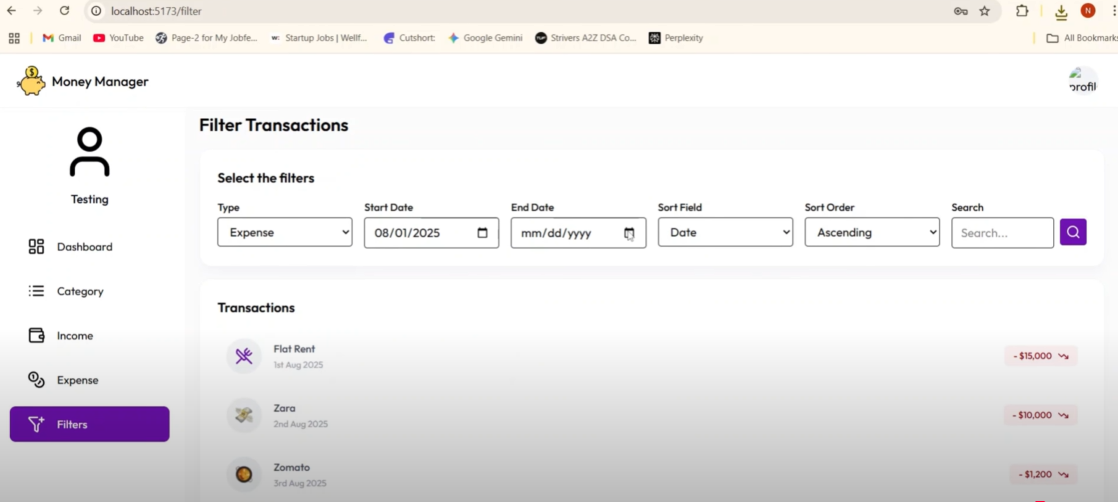 localhost:5173/filter
N
Gmail YouTube Page-2 for My Jobfe... Startup Jobs | Wellf... Cutshort: Google Gemini Strivers A2Z DSA Co... Perplexity All Bookmarks
Money Manager
profil
Testing
Dashboard
Category
Income
Expense
Filters
Filter Transactions
Select the filters
Type Start Date End Date Sort Field Sort Order Search
Expense 08/01/2025 mm/dd/yyyy Date Ascending Search...
Transactions
Flat Rent
1st Aug 2025
- $15,000
Zara
2nd Aug 2025
- $10,000
Zomato
3rd Aug 2025
- $1,200